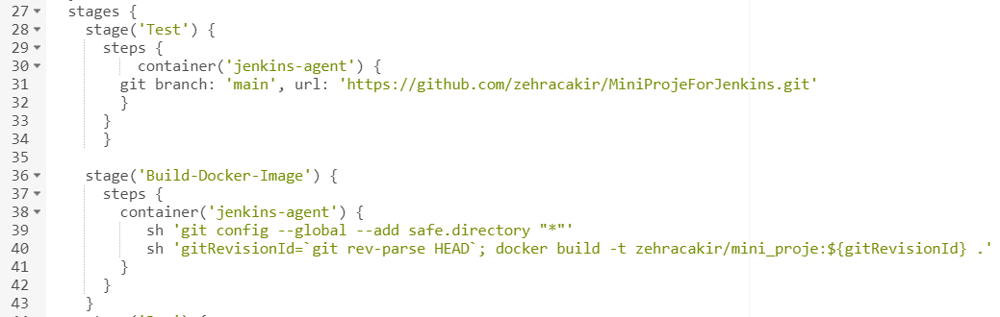 27 stages {
28 stage('Test') {
29 steps {
30 container('jenkins-agent') {
31 git branch: 'main', url: 'https://github.com/zehracakir/MiniProjeForJenkins.git'
32 }
33 }
34 }
35
36 stage('Build-Docker-Image') {
37 steps {
38 container('jenkins-agent') {
39 sh 'git config --global --add safe.directory "*"'
40 sh 'gitRevisionId=`git rev-parse HEAD`; docker build -t zehracakir/mini_proje:${gitRevisionId} .'
41 }
42 }
43 }